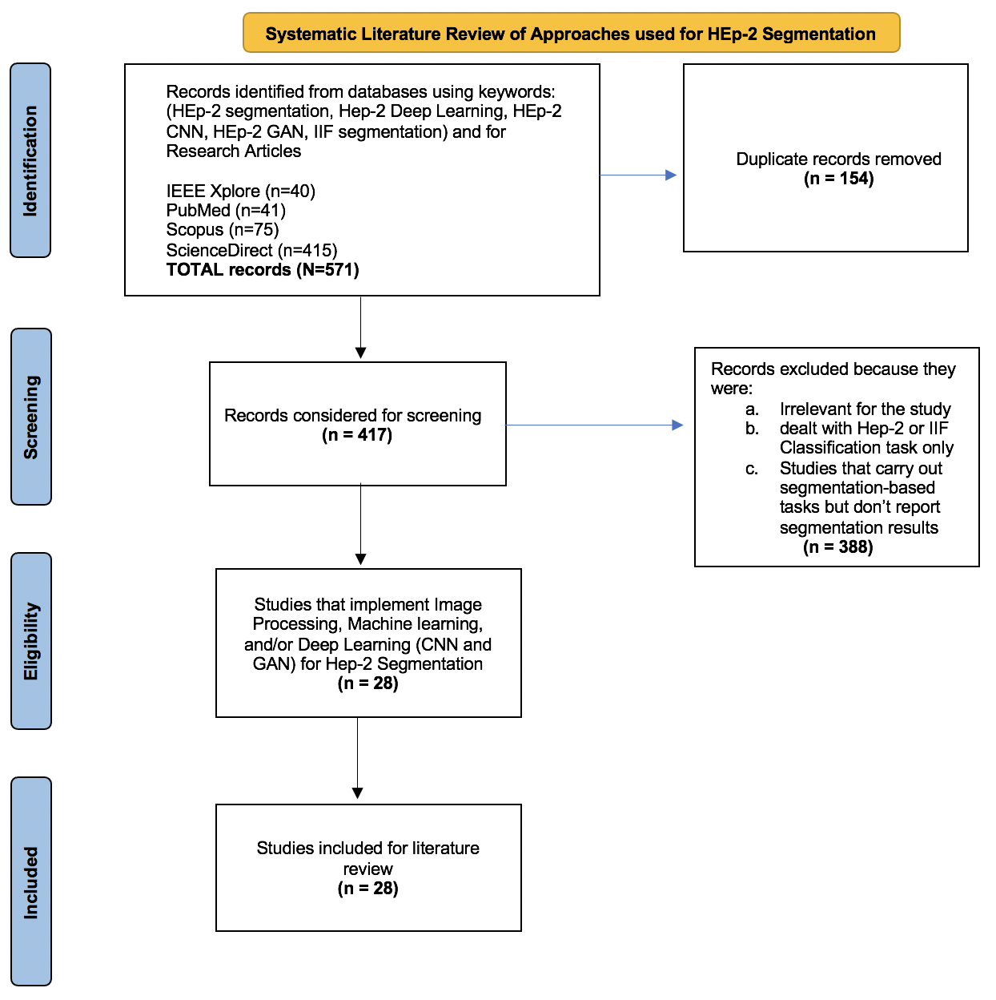 Systematic Literature Review of Approaches used for HEp-2 Segmentation
Identification
Records identified from databases using keywords:
(HEp-2 segmentation, Hep-2 Deep Learning, HEp-2
CNN, HEp-2 GAN, IIF segmentation) and for
Research Articles
IEEE Xplore (n=40)
PubMed (n=41)
Scopus (n=75)
ScienceDirect (n=415)
TOTAL records (N=571)
Duplicate records removed
(n = 154)
Screening
Records considered for screening
(n = 417)
Records excluded because they
were:
a. Irrelevant for the study
b. dealt with Hep-2 or IIF
Classification task only
c. Studies that carry out
segmentation-based
tasks but don’t report
segmentation results
(n = 388)
Eligibility
Studies that implement Image
Processing, Machine learning,
and/or Deep Learning (CNN and
GAN) for Hep-2 Segmentation
(n = 28)
Included
Studies included for literature
review
(n = 28)